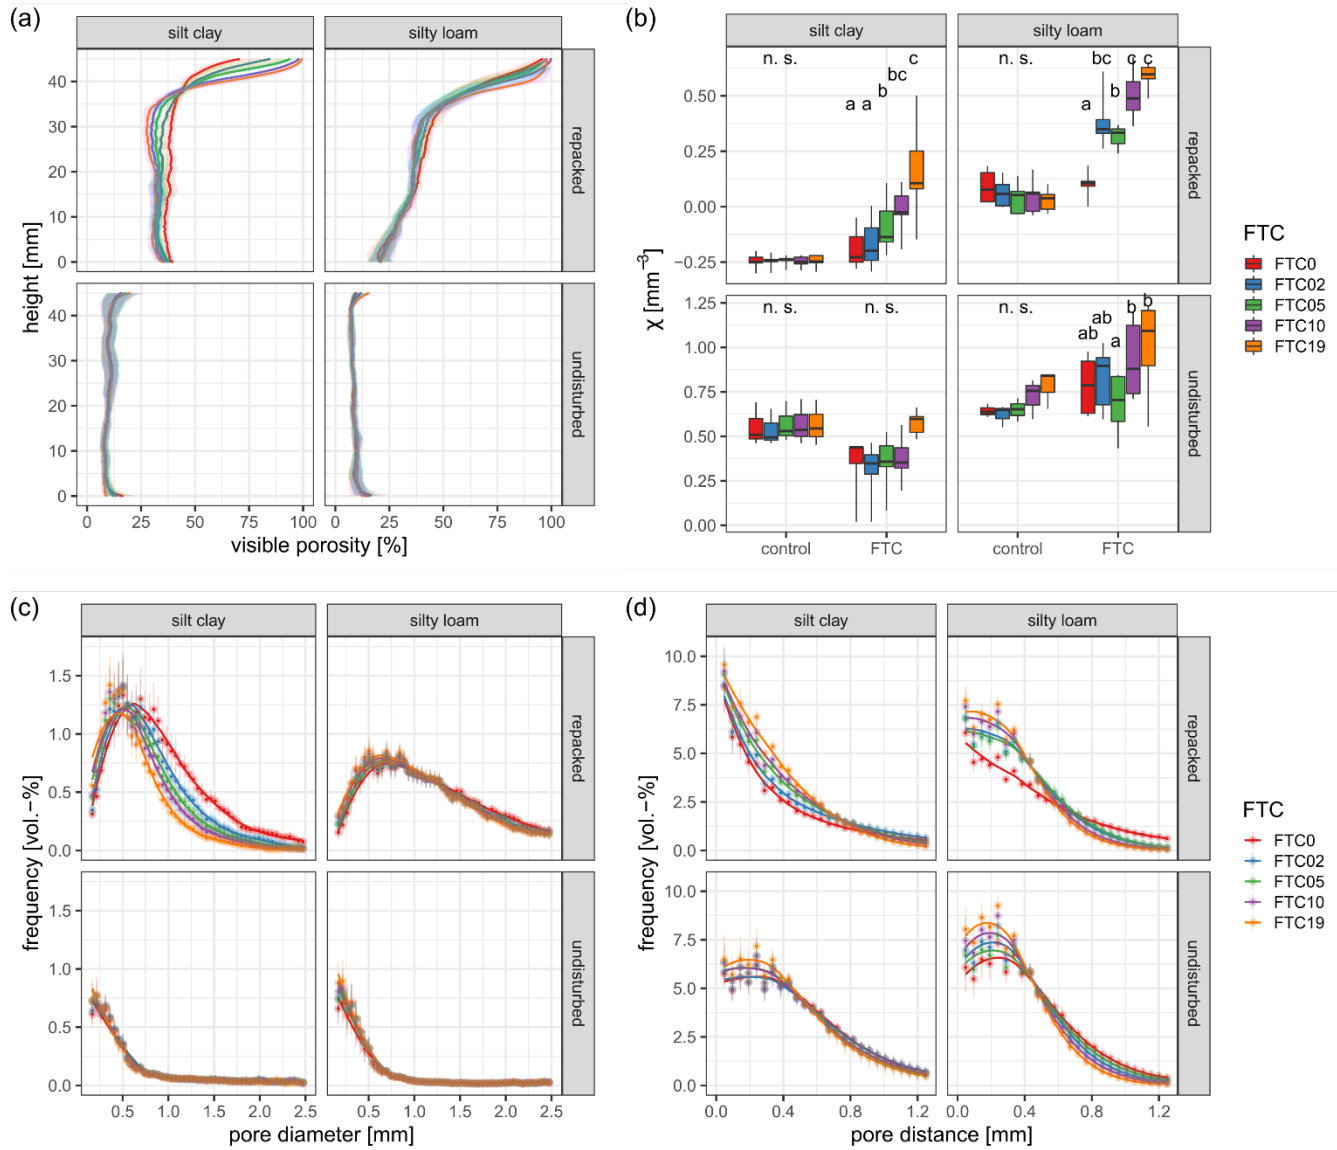 (a)
silt clay
silty loam
40
30
20
10
0
repacked
40
30
20
10
0
undisturbed
height [mm]
0
25
50
75
100
0
25
50
75
100
visible porosity [%]
(b)
silt clay
silty loam
n. s.
a
a
b
bc
c
n. s.
a
bc
b
c
c
0.50
0.25
0.00
−0.25
repacked
n. s.
n. s.
n. s.
ab
ab
a
b
b
1.25
1.00
0.75
0.50
0.25
0.00
undisturbed
χ [mm⁻³]
control
FTC
control
FTC
FTC
FTC0
FTC02
FTC05
FTC10
FTC19
(c)
silt clay
silty loam
1.5
1.0
0.5
0.0
repacked
1.5
1.0
0.5
0.0
undisturbed
frequency [vol.−%]
0.5
1.0
1.5
2.0
2.5
0.5
1.0
1.5
2.0
2.5
pore diameter [mm]
(d)
silt clay
silty loam
10.0
7.5
5.0
2.5
0.0
repacked
10.0
7.5
5.0
2.5
0.0
undisturbed
frequency [vol.−%]
0.0
0.4
0.8
1.2
0.0
0.4
0.8
1.2
pore distance [mm]
FTC
FTC0
FTC02
FTC05
FTC10
FTC19